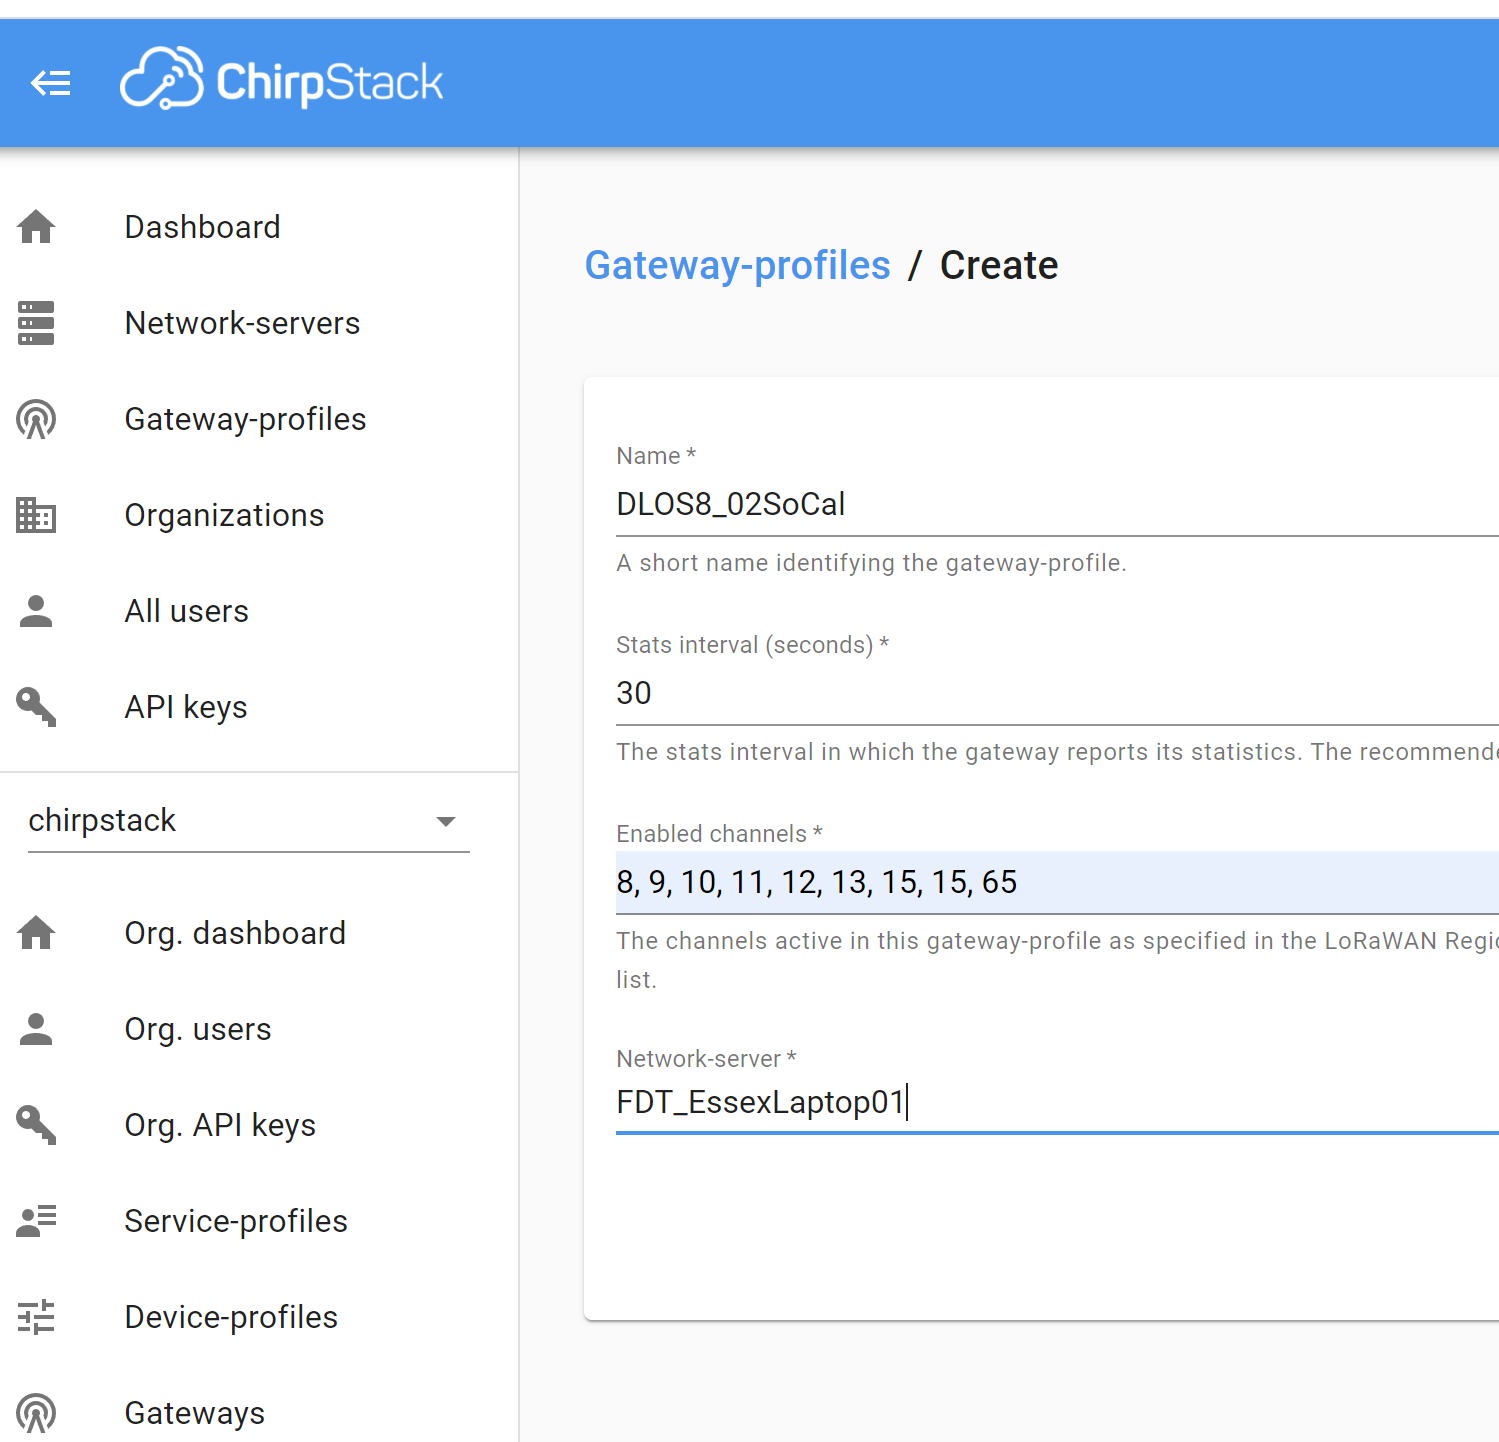 ChirpStack
Dashboard
Network-servers
Gateway-profiles
Organizations
All users
API keys
chirpstack
Org. dashboard
Org. users
Org. API keys
Service-profiles
Device-profiles
Gateways
Gateway-profiles / Create
Name *
DLOS8_02SoCal
A short name identifying the gateway-profile.
Stats interval (seconds) *
30
The stats interval in which the gateway reports its statistics. The recommende
Enabled channels *
8, 9, 10, 11, 12, 13, 15, 15, 65
The channels active in this gateway-profile as specified in the LoRaWAN Regio
list.
Network-server *
FDT_EssexLaptop01